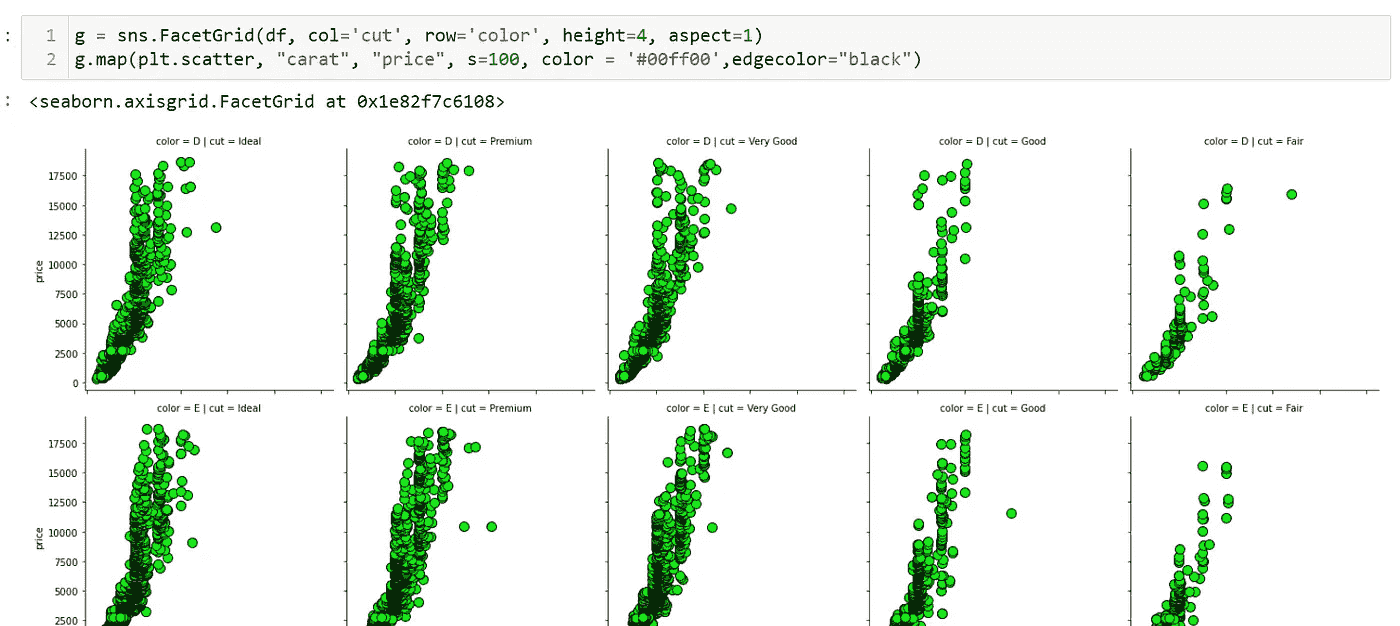 : 1 g = sns.FacetGrid(df, col='cut', row='color', height=4, aspect=1)
2 g.map(plt.scatter, "carat", "price", s=100, color = '#00ff00',edgecolor="black")
: <seaborn.axisgrid.FacetGrid at 0x1e82f7c6108>
color = D | cut = Ideal
color = D | cut = Premium
color = D | cut = Very Good
color = D | cut = Good
color = D | cut = Fair
17500
15000
12500
10000
7500
5000
2500
0
price
color = E | cut = Ideal
color = E | cut = Premium
color = E | cut = Very Good
color = E | cut = Good
color = E | cut = Fair
17500
15000
12500
10000
7500
5000
2500
price